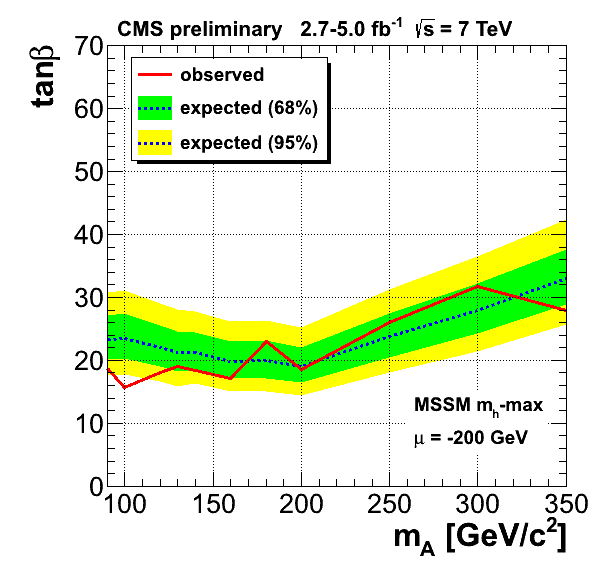 CMS preliminary 2.7-5.0 fb⁻¹ √s = 7 TeV
tanβ
70
60
50
40
30
20
10
0
observed
expected (68%)
expected (95%)
MSSM mₕ-max
μ = -200 GeV
100 150 200 250 300 350
m_A [GeV/c²]